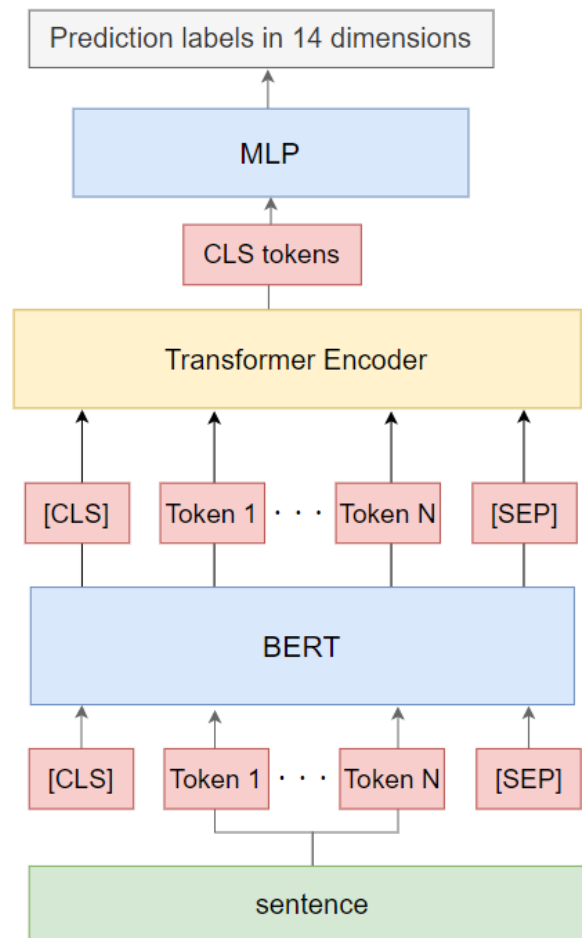 Prediction labels in 14 dimensions
MLP
CLS tokens
Transformer Encoder
[CLS] Token 1 · · · Token N [SEP]
BERT
[CLS] Token 1 · · · Token N [SEP]
sentence